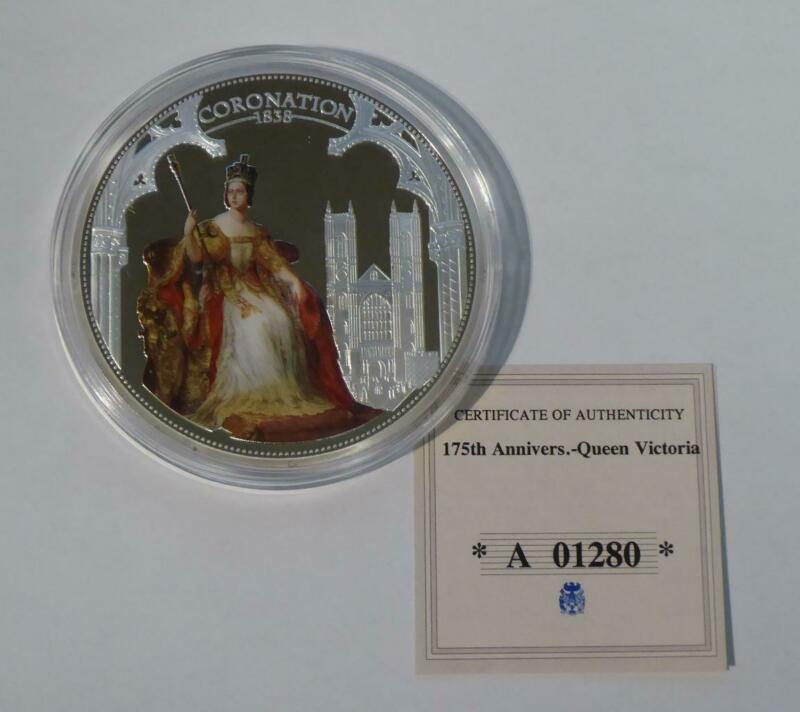 CORONATION
1838
CERTIFICATE OF AUTHENTICITY
175th Annivers.-Queen Victoria
* A 01280 *